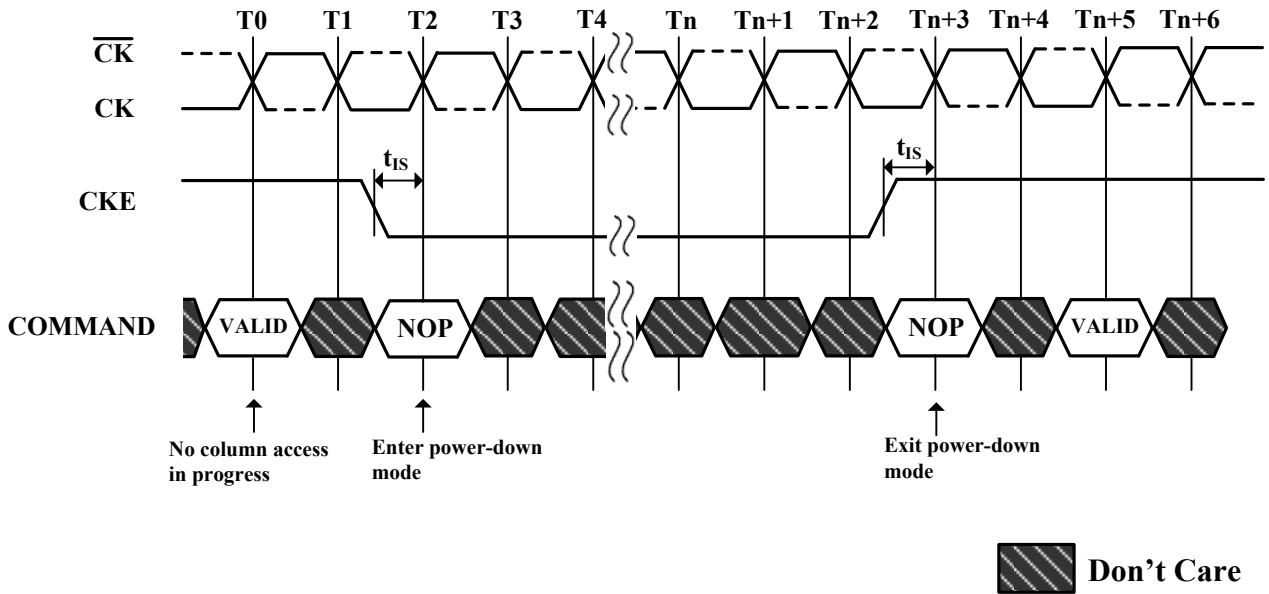 T0 T1 T2 T3 T4 Tn Tn+1 Tn+2 Tn+3 Tn+4 Tn+5 Tn+6
CK
CK
tIS tIS
CKE
COMMAND VALID NOP NOP VALID
No column access
in progress
Enter power-down
mode
Exit power-down
mode
Don't Care